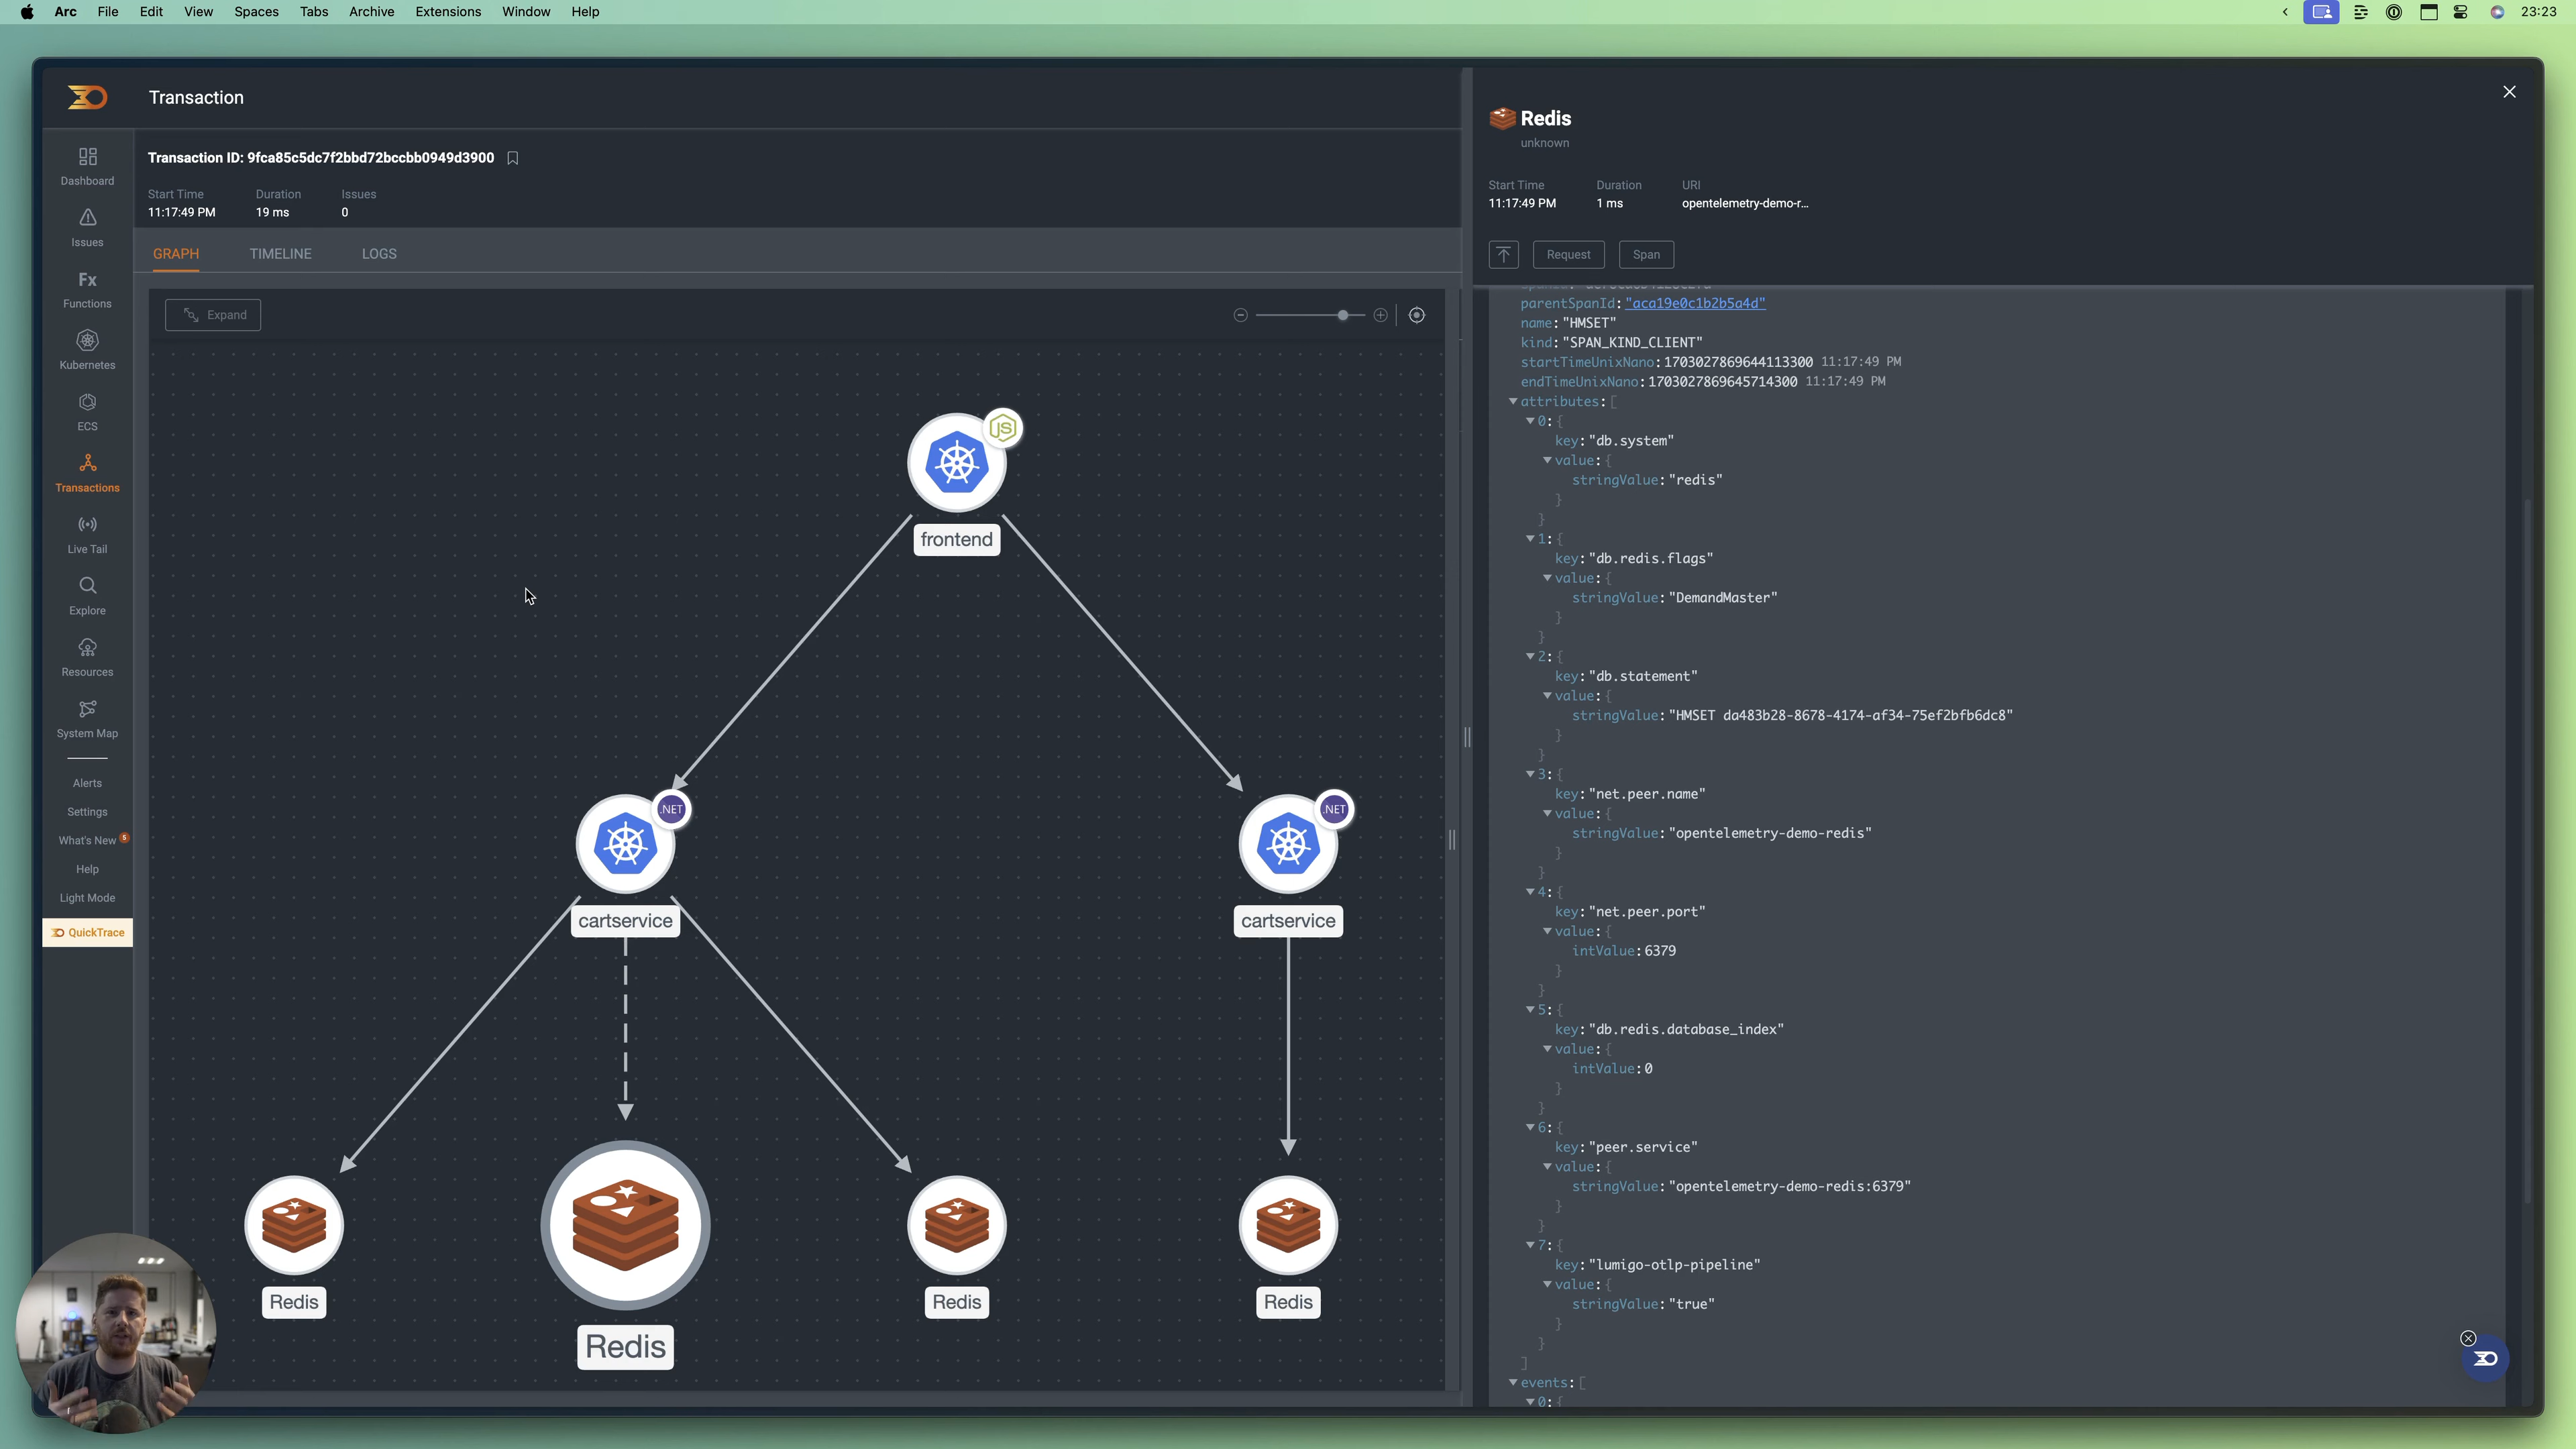 Arc File Edit View Spaces Tabs Archive Extensions Window Help 23:23
Transaction
Transaction ID: 9fca85c5dc7f2bbd72bccbb0949d3900
Start Time Duration Issues
11:17:49 PM 19 ms 0
GRAPH TIMELINE LOGS
Expand
Dashboard
Issues
Fx
Functions
Kubernetes
ECS
Transactions
Live Tail
Explore
Resources
System Map
Alerts
Settings
What's New 5
Help
Light Mode
QuickTrace
JS
frontend
.NET
cartservice
.NET
cartservice
Redis
Redis
Redis
Redis
Redis
unknown
Start Time Duration URI
11:17:49 PM 1 ms opentelemetry-demo-r...
Request Span
parentSpanId:"aca19e0c1b2b5a4d"
name:"HMSET"
kind:"SPAN_KIND_CLIENT"
startTimeUnixNano:1703027869644113300 11:17:49 PM
endTimeUnixNano:1703027869645714300 11:17:49 PM
attributes:[
0:{
key:"db.system"
value:{
stringValue:"redis"
}
}
1:{
key:"db.redis.flags"
value:{
stringValue:"DemandMaster"
}
}
2:{
key:"db.statement"
value:{
stringValue:"HMSET da483b28-8678-4174-af34-75ef2bfb6dc8"
}
}
3:{
key:"net.peer.name"
value:{
stringValue:"opentelemetry-demo-redis"
}
}
4:{
key:"net.peer.port"
value:{
intValue:6379
}
}
5:{
key:"db.redis.database_index"
value:{
intValue:0
}
}
6:{
key:"peer.service"
value:{
stringValue:"opentelemetry-demo-redis:6379"
}
}
7:{
key:"lumigo-otlp-pipeline"
value:{
stringValue:"true"
}
}
]
events:[
0:{